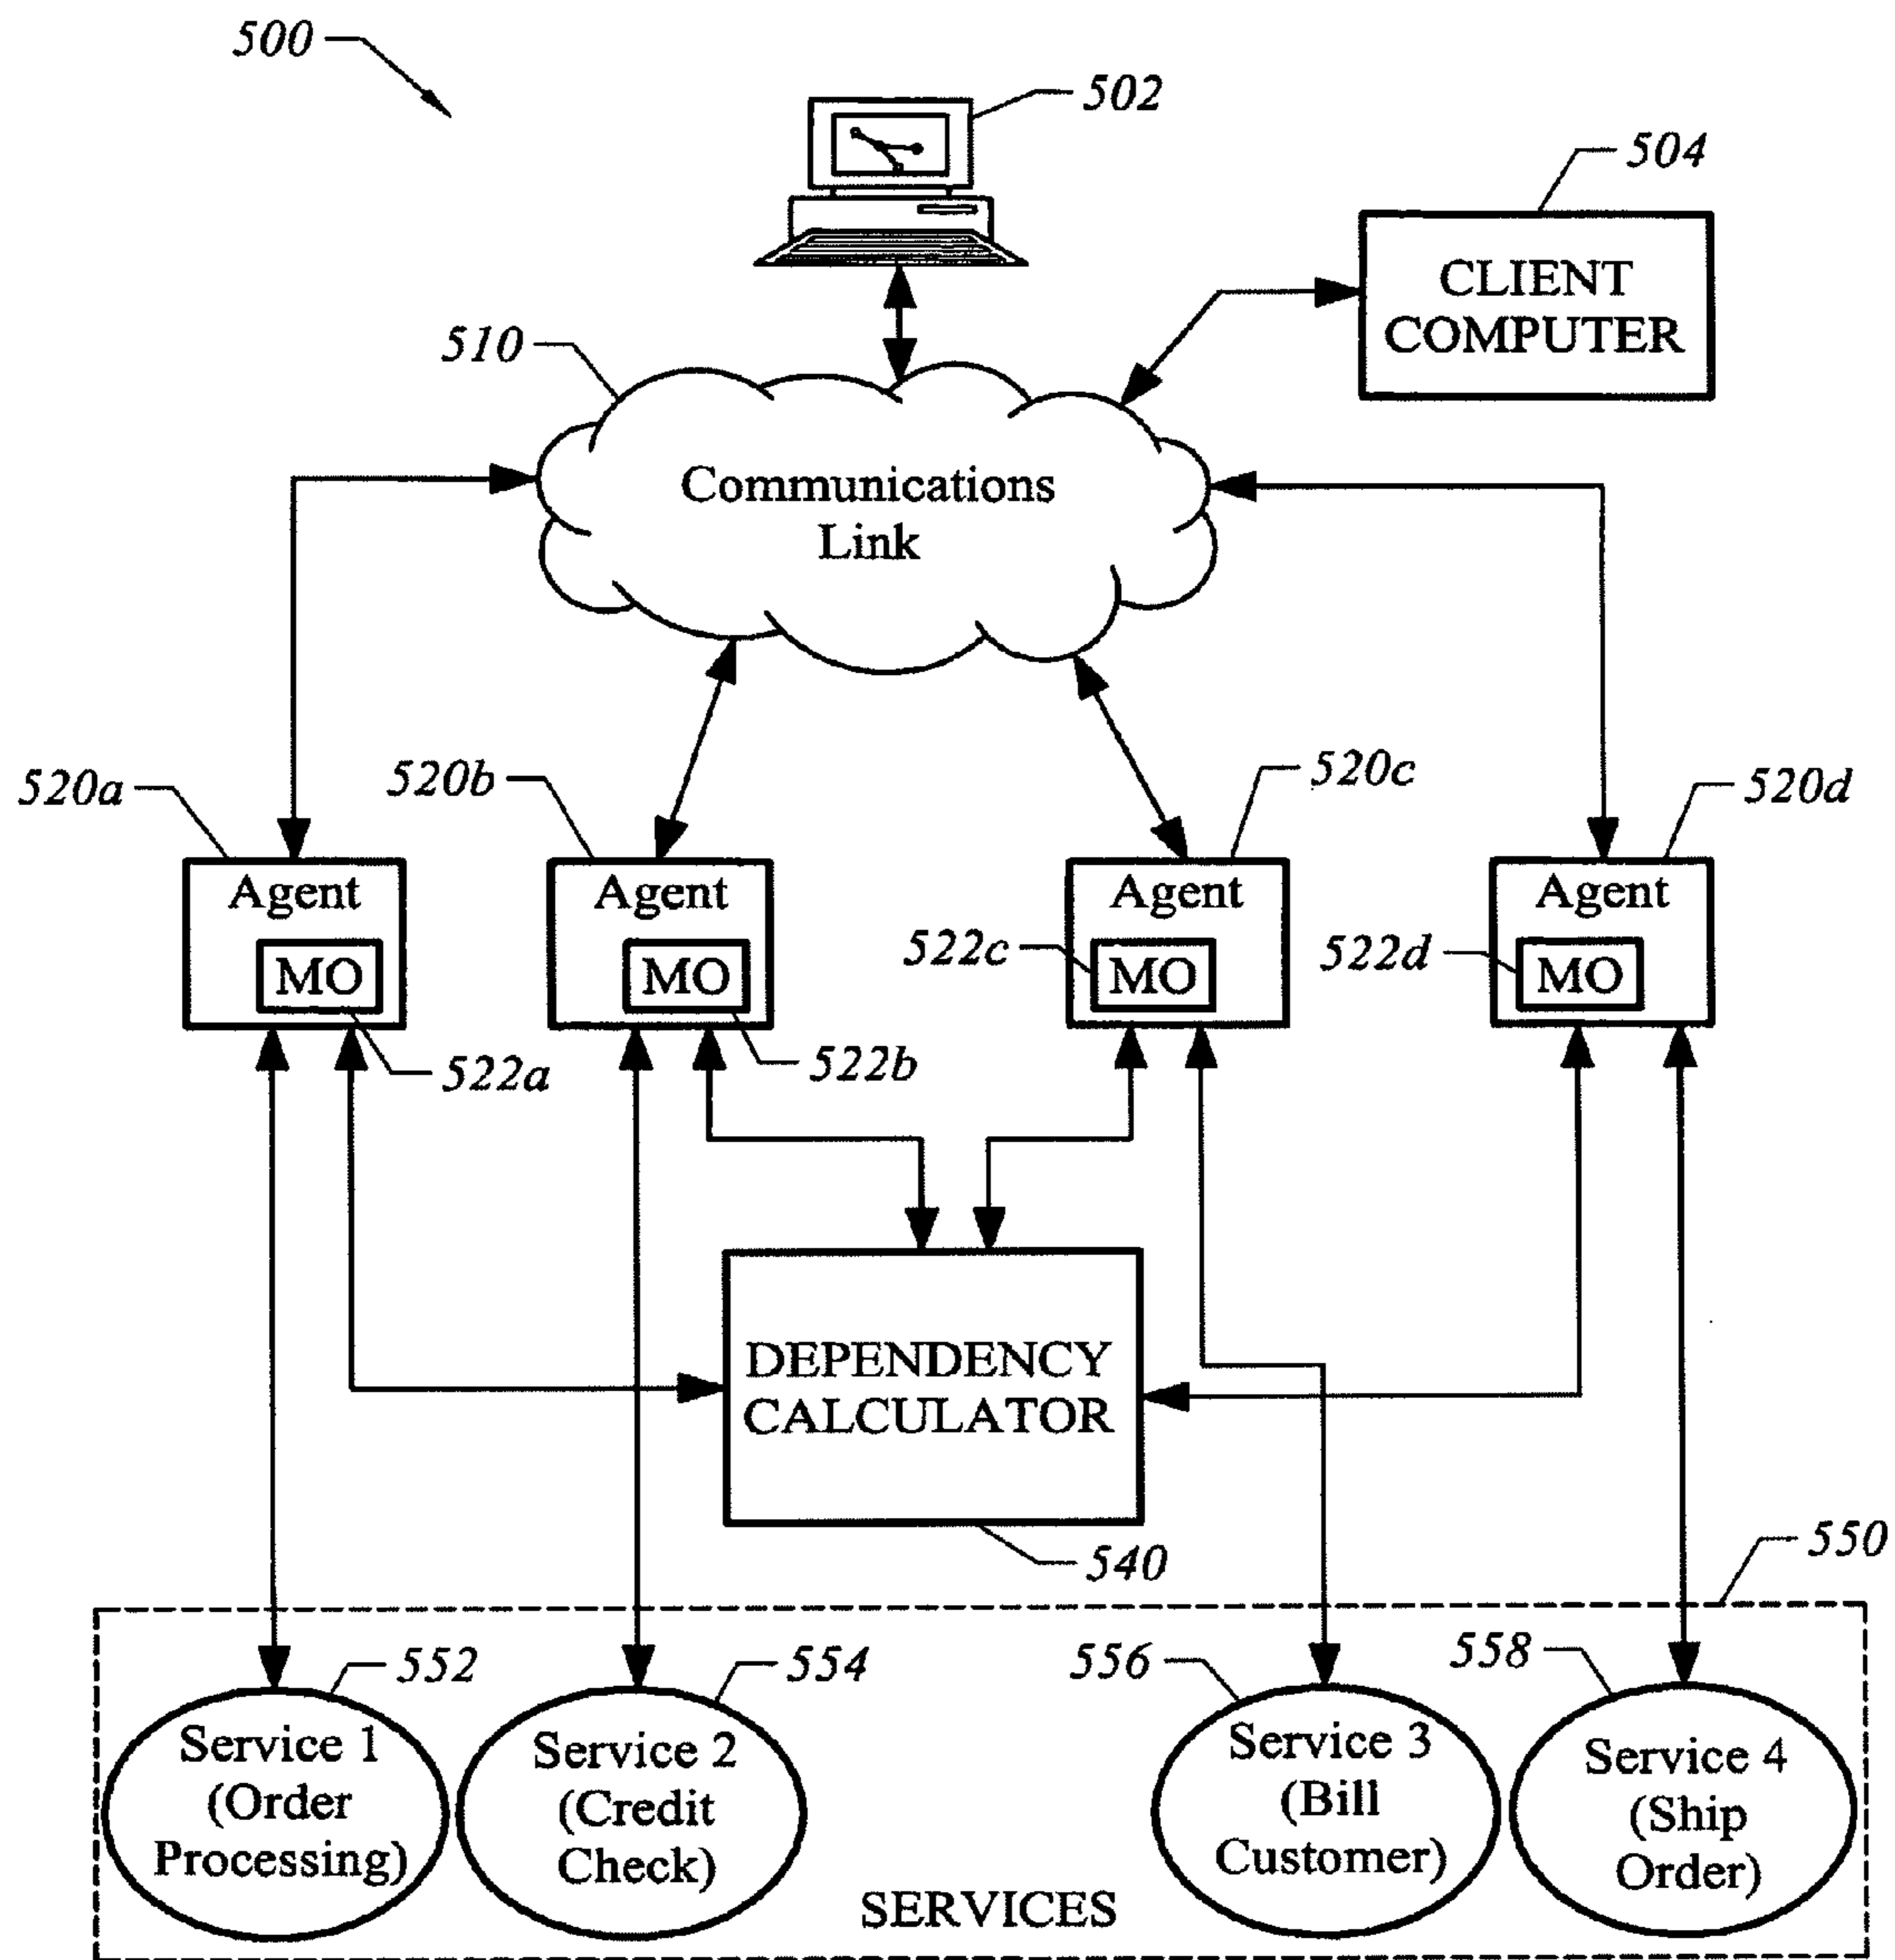 500
502
504
CLIENT
COMPUTER
510
Communications
Link
520a
520b
520c
520d
Agent
Agent
Agent
Agent
MO
MO
522c
MO
522d
MO
522a
522b
DEPENDENCY
CALCULATOR
540
550
552
554
556
558
Service 1
(Order
Processing)
Service 2
(Credit
Check)
Service 3
(Bill
Customer)
Service 4
(Ship
Order)
SERVICES